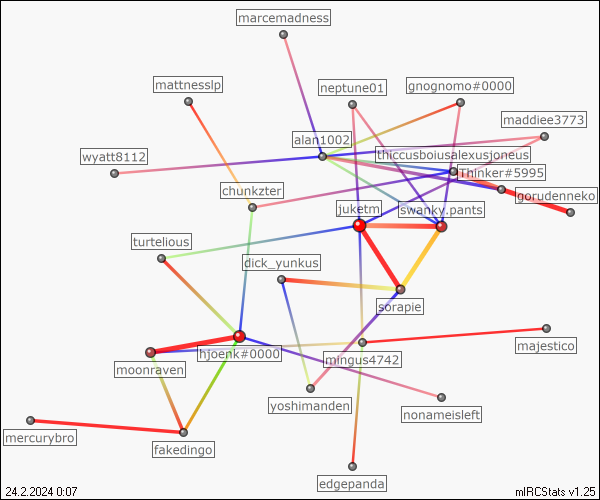 marcemadness
mattnesslp
neptune01
gnognomo#0000
maddiee3773
alan1002
wyatt8112
thiccusboiusalexusjoneus
Thinker#5995
chunkzter
gorudenneko
juketm
swanky.pants
turtelious
dick_yunkus
sorapie
hjoenk#0000
mingus4742
majestico
moonraven
yoshimanden
nonameisleft
mercurybro
fakedingo
edgepanda
24.2.2024 0:07
mIRCStats v1.25